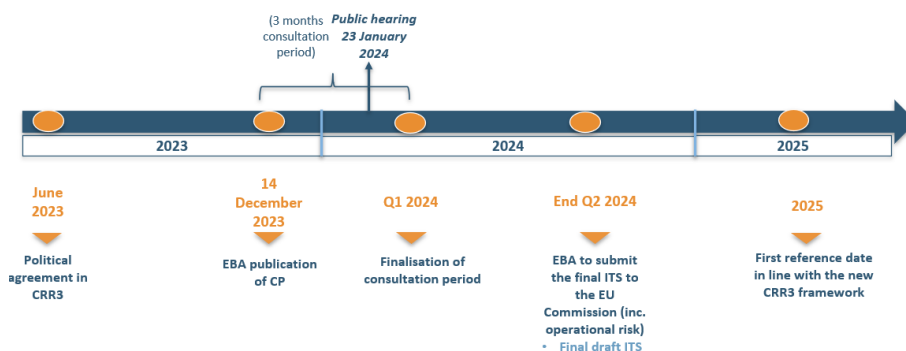 (3 months
consultation
period)
Public hearing
23 January
2024
2023
2024
2025
June
2023
Political
agreement in
CRR3
14
December
2023
EBA publication
of CP
Q1 2024
Finalisation of
consultation period
End Q2 2024
EBA to submit
the final ITS to
the EU
Commission (inc.
operational risk)
• Final draft ITS
2025
First reference date
in line with the new
CRR3 framework